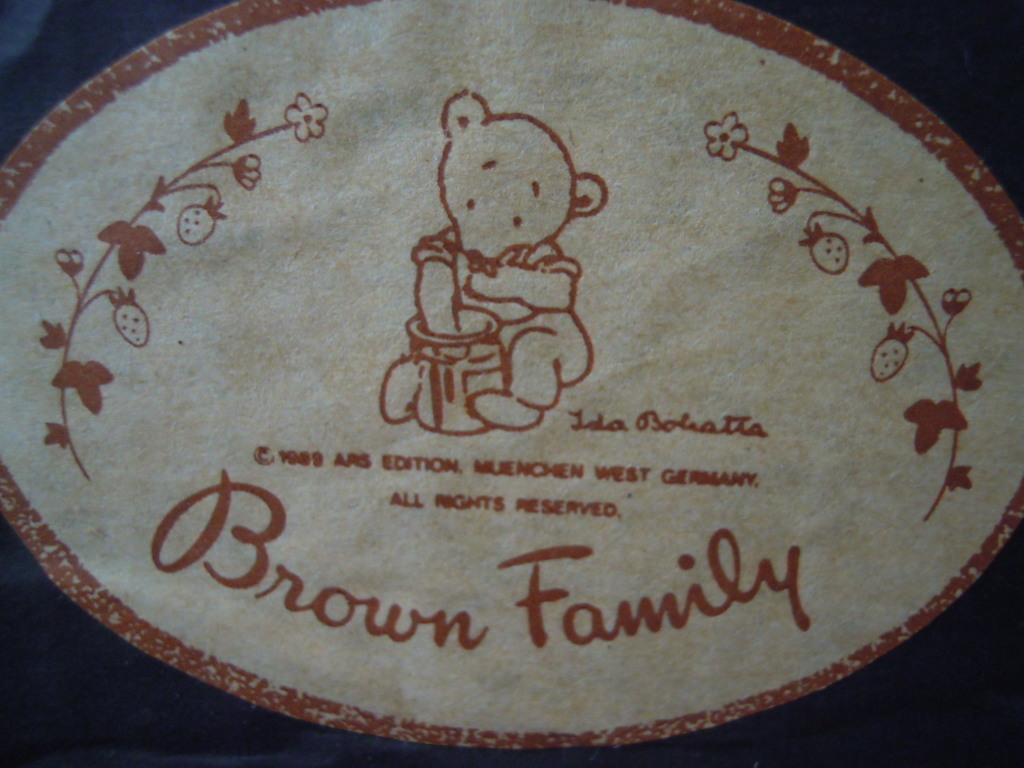 Ida Bohatta
© 1989 ARS EDITION. MUENCHEN WEST GERMANY.
ALL RIGHTS RESERVED.
Brown Family